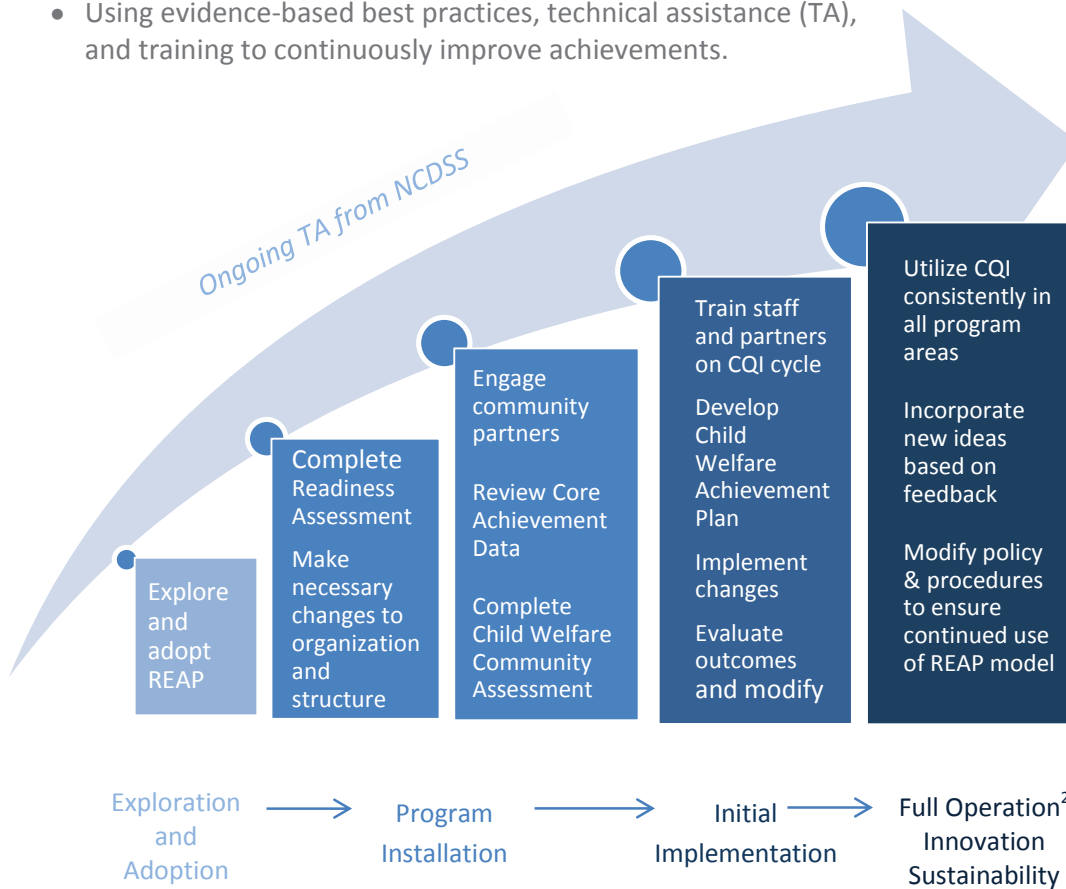 • Using evidence-based best practices, technical assistance (TA),
and training to continuously improve achievements.
Ongoing TA from NCDSS
Explore
and
adopt
REAP
Complete
Readiness
Assessment
Make
necessary
changes to
organization
and
structure
Engage
community
partners
Review Core
Achievement
Data
Complete
Child Welfare
Community
Assessment
Train staff
and partners
on CQI cycle
Develop
Child
Welfare
Achievement
Plan
Implement
changes
Evaluate
outcomes
and modify
Utilize CQI
consistently in
all program
areas
Incorporate
new ideas
based on
feedback
Modify policy
& procedures
to ensure
continued use
of REAP model
Exploration
and
Adoption
Program
Installation
Initial
Implementation
Full Operation²
Innovation
Sustainability